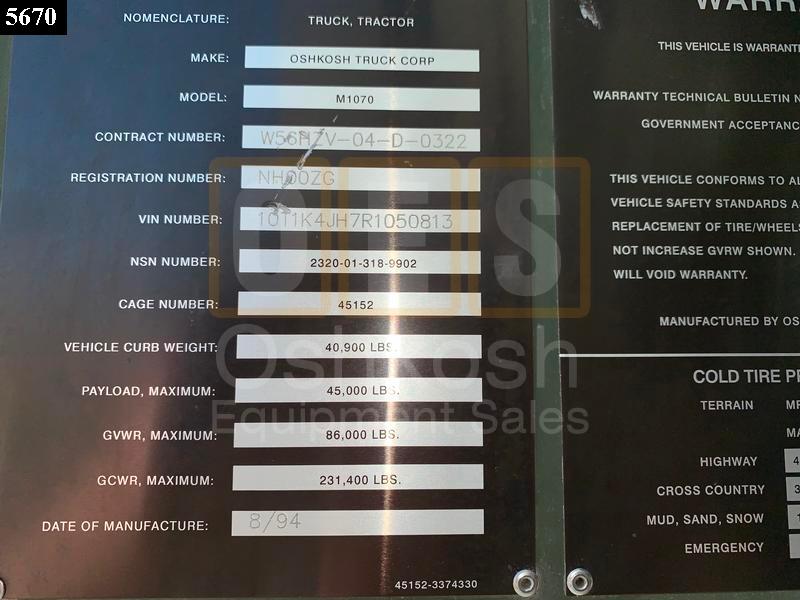 5670
NOMENCLATURE: TRUCK, TRACTOR
MAKE: OSHKOSH TRUCK CORP
MODEL: M1070
CONTRACT NUMBER: W56HZV-04-D-0322
REGISTRATION NUMBER: NH00ZG
VIN NUMBER: 10T1K4JH7R1050813
NSN NUMBER: 2320-01-318-9902
CAGE NUMBER: 45152
VEHICLE CURB WEIGHT: 40,900 LBS.
PAYLOAD, MAXIMUM: 45,000 LBS.
GVWR, MAXIMUM: 86,000 LBS.
GCWR, MAXIMUM: 231,400 LBS.
DATE OF MANUFACTURE: 8/94
45152-3374330
OES
Oshkosh
Equipment Sales
THIS VEHICLE IS
WARRANTY TECHNICAL BULLETIN
GOVERNMENT
THIS VEHICLE CONFORMS TO
VEHICLE SAFETY STANDARDS
REPLACEMENT OF TIRE/WHEELS
NOT INCREASE GVRW SHOWN.
WILL VOID WARRANTY.
MANUFACTURED BY
COLD TIRE
TERRAIN
HIGHWAY
CROSS COUNTRY
MUD, SAND, SNOW
EMERGENCY